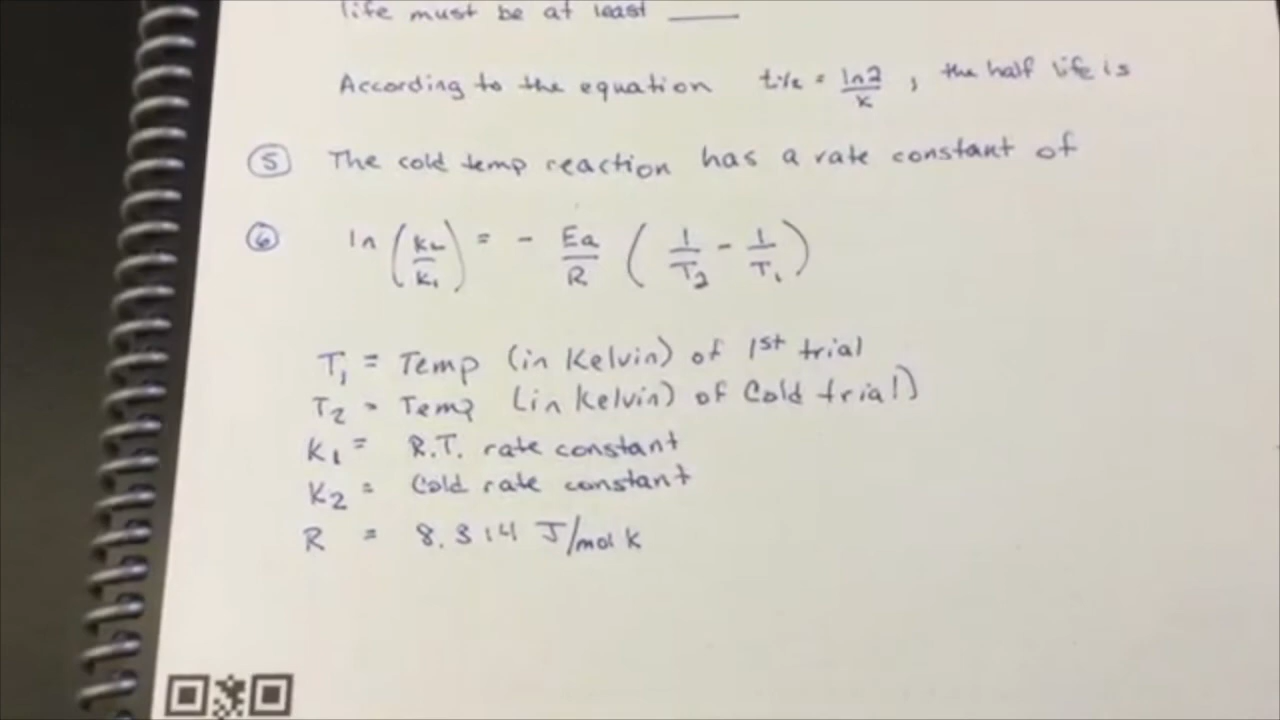 life must be at least ____
According to the equation t½ = ln2/k , the half life is
⑤ The cold temp reaction has a rate constant of
⑥ ln (k₂/k₁) = - Ea/R ( 1/T₂ - 1/T₁ )
T₁ = Temp (in Kelvin) of 1st trial
T₂ = Temp (in Kelvin) of Cold trial)
K₁ = R.T. rate constant
K₂ = Cold rate constant
R = 8.314 J/mol K